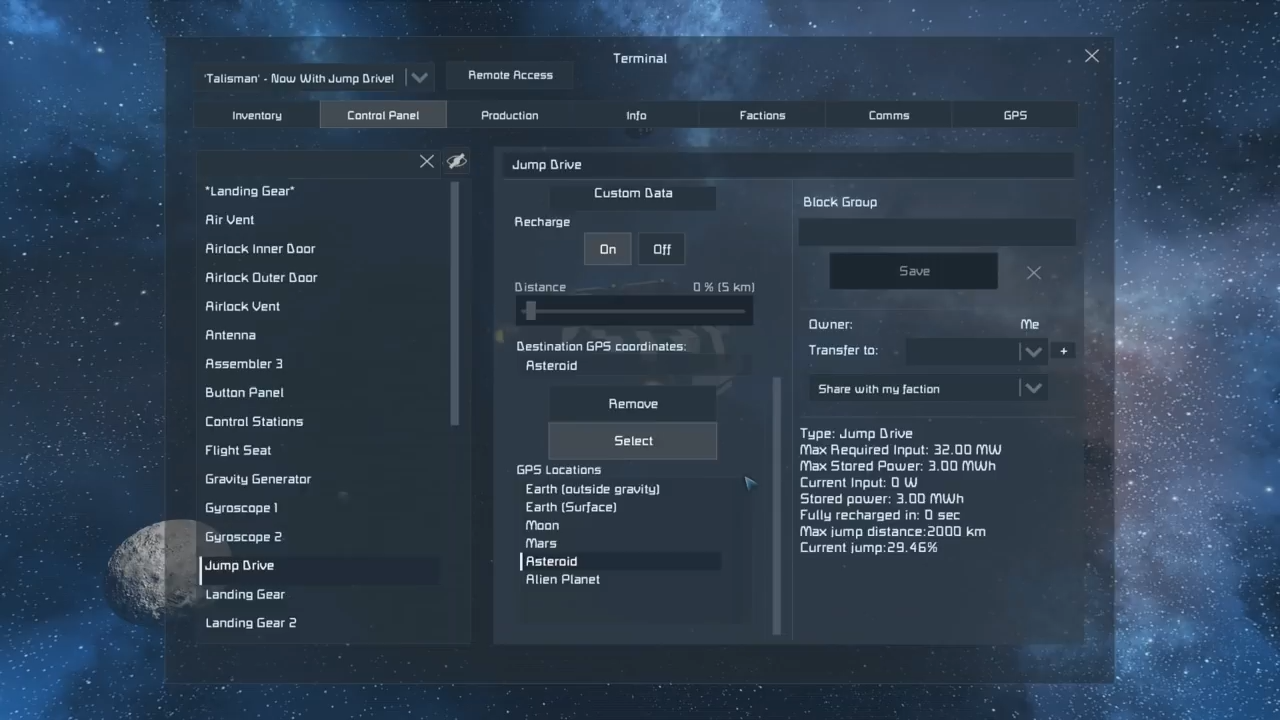 Terminal
'Talisman' - Now With Jump Drive!
Remote Access
Inventory
Control Panel
Production
Info
Factions
Comms
GPS
*Landing Gear*
Air Vent
Airlock Inner Door
Airlock Outer Door
Airlock Vent
Antenna
Assembler 3
Button Panel
Control Stations
Flight Seat
Gravity Generator
Gyroscope 1
Gyroscope 2
Jump Drive
Landing Gear
Landing Gear 2
Jump Drive
Custom Data
Recharge
On
Off
Distance 0 % (5 km)
Destination GPS coordinates:
Asteroid
Remove
Select
GPS Locations
Earth (outside gravity)
Earth (Surface)
Moon
Mars
Asteroid
Alien Planet
Block Group
Save
Owner: Me
Transfer to:
+
Share with my faction
Type: Jump Drive
Max Required Input: 32.00 MW
Max Stored Power: 3.00 MWh
Current Input: 0 W
Stored power: 3.00 MWh
Fully recharged in: 0 sec
Max jump distance:2000 km
Current jump:29.46%